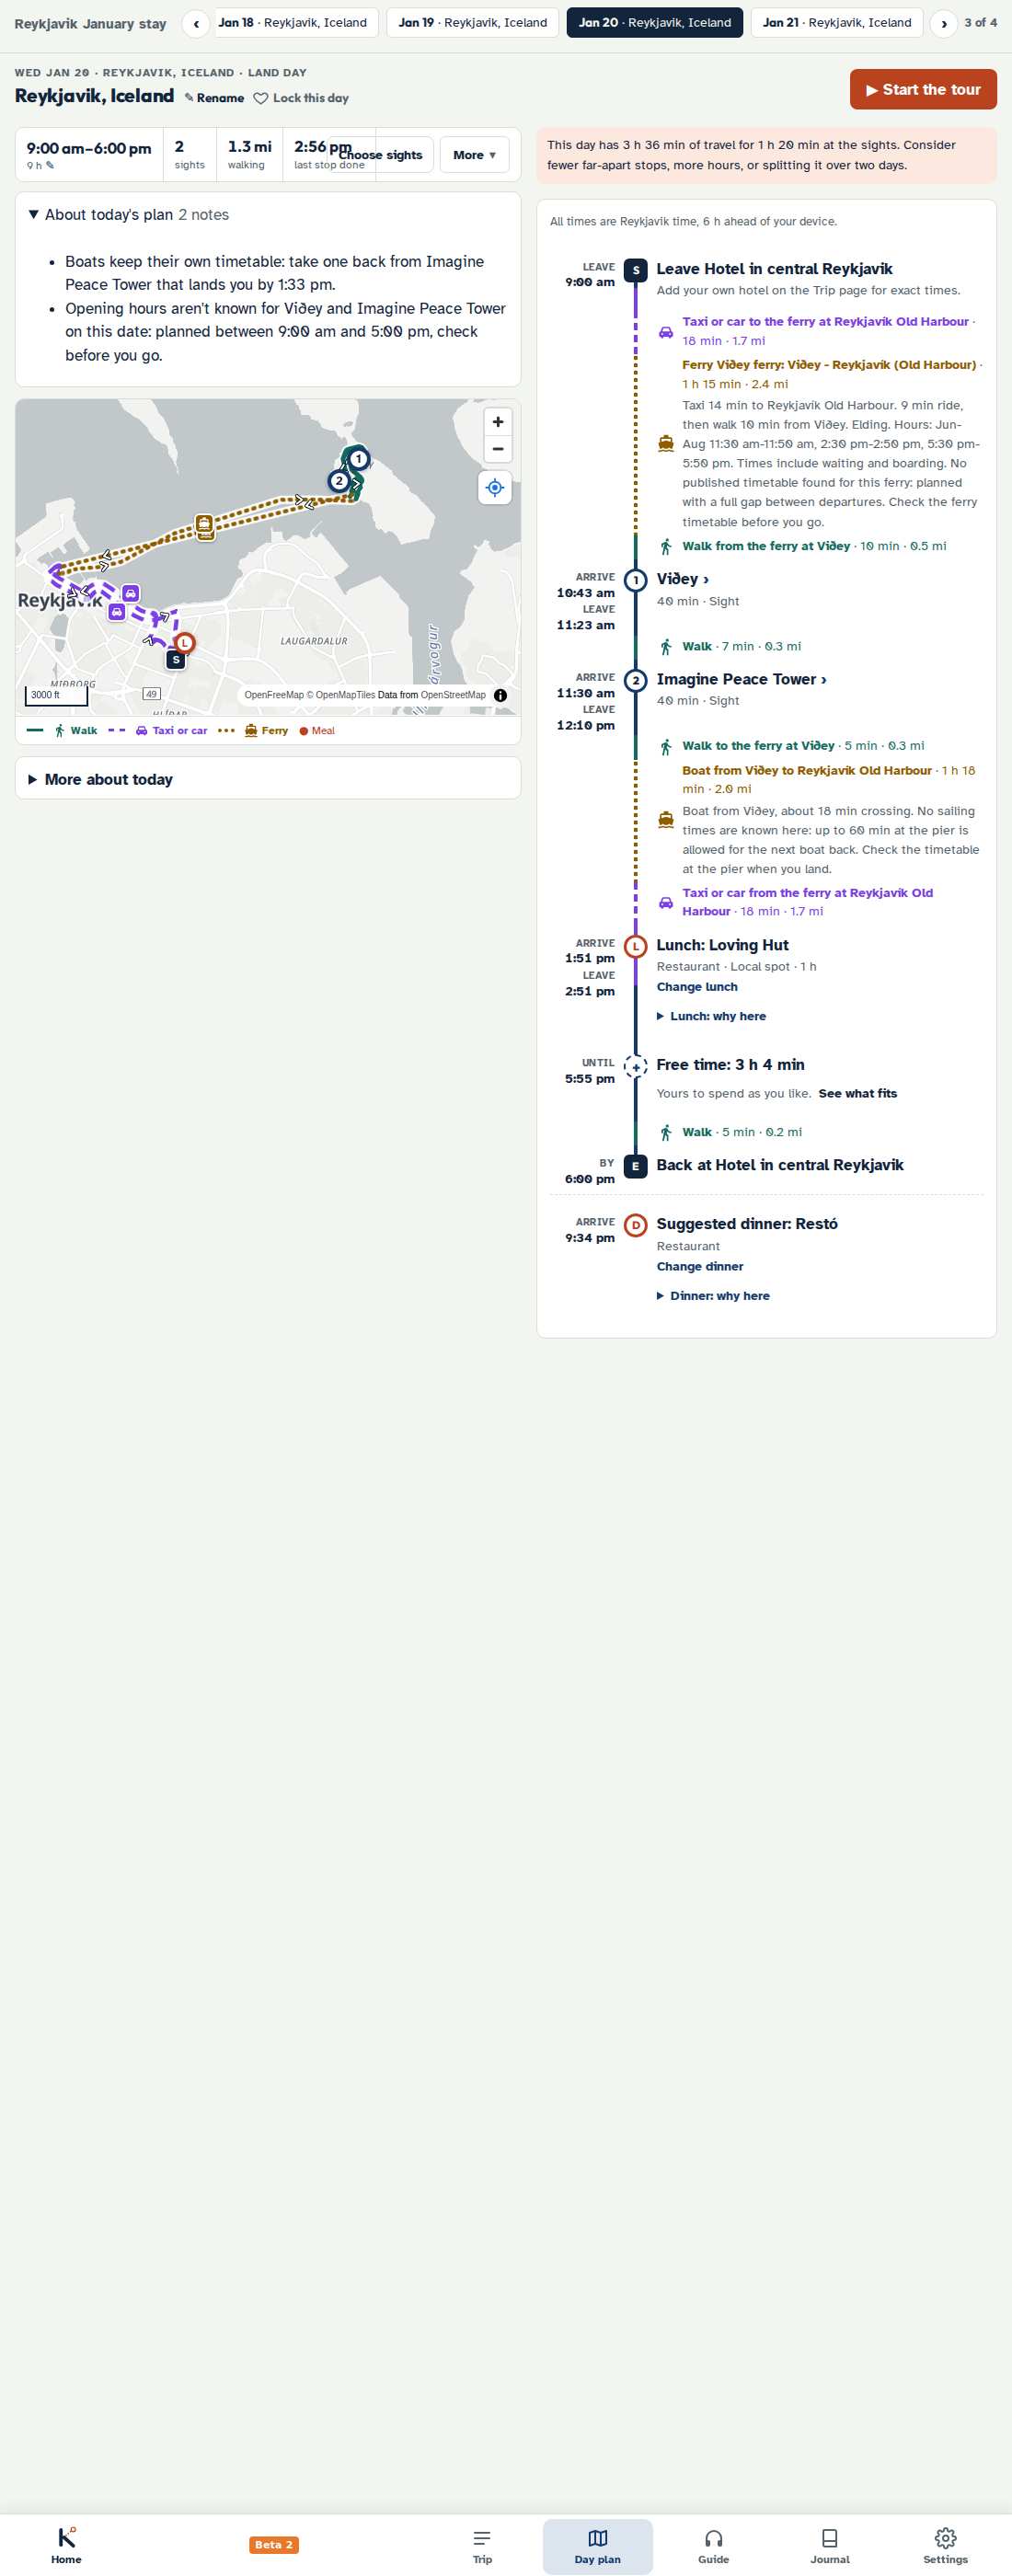 Reykjavik January stay
‹
Jan 18 · Reykjavik, Iceland
Jan 19 · Reykjavik, Iceland
Jan 20 · Reykjavik, Iceland
Jan 21 · Reykjavik, Iceland
›
3 of 4
WED JAN 20 · REYKJAVIK, ICELAND · LAND DAY
Reykjavik, Iceland ✎ Rename Lock this day
▶ Start the tour
9:00 am–6:00 pm
9 h ✎
2
sights
1.3 mi
walking
2:56 pm
last stop done
Choose sights
More ▾
▼ About today's plan 2 notes
• Boats keep their own timetable: take one back from Imagine
Peace Tower that lands you by 1:33 pm.
• Opening hours aren't known for Viðey and Imagine Peace Tower
on this date: planned between 9:00 am and 5:00 pm, check
before you go.
+
−
1
2
Reykjavik
L
S
LAUGARDALUR
árvogur
MIÐBORG
HLÍÐAR
49
3000 ft
OpenFreeMap © OpenMapTiles Data from OpenStreetMap
Walk
Taxi or car
Ferry
Meal
▶ More about today
This day has 3 h 36 min of travel for 1 h 20 min at the sights. Consider
fewer far-apart stops, more hours, or splitting it over two days.
All times are Reykjavik time, 6 h ahead of your device.
LEAVE
9:00 am
S
Leave Hotel in central Reykjavik
Add your own hotel on the Trip page for exact times.
Taxi or car to the ferry at Reykjavik Old Harbour ·
18 min · 1.7 mi
Ferry Viðey ferry: Viðey - Reykjavík (Old Harbour) ·
1 h 15 min · 2.4 mi
Taxi 14 min to Reykjavik Old Harbour. 9 min ride,
then walk 10 min from Viðey. Elding. Hours: Jun-
Aug 11:30 am-11:50 am, 2:30 pm-2:50 pm, 5:30 pm-
5:50 pm. Times include waiting and boarding. No
published timetable found for this ferry: planned
with a full gap between departures. Check the ferry
timetable before you go.
Walk from the ferry at Viðey · 10 min · 0.5 mi
ARRIVE
10:43 am
LEAVE
11:23 am
1
Viðey ›
40 min · Sight
Walk · 7 min · 0.3 mi
ARRIVE
11:30 am
LEAVE
12:10 pm
2
Imagine Peace Tower ›
40 min · Sight
Walk to the ferry at Viðey · 5 min · 0.3 mi
Boat from Viðey to Reykjavik Old Harbour · 1 h 18
min · 2.0 mi
Boat from Viðey, about 18 min crossing. No sailing
times are known here: up to 60 min at the pier is
allowed for the next boat back. Check the timetable
at the pier when you land.
Taxi or car from the ferry at Reykjavik Old
Harbour · 18 min · 1.7 mi
ARRIVE
1:51 pm
LEAVE
2:51 pm
L
Lunch: Loving Hut
Restaurant · Local spot · 1 h
Change lunch
▶ Lunch: why here
UNTIL
5:55 pm
+
Free time: 3 h 4 min
Yours to spend as you like. See what fits
Walk · 5 min · 0.2 mi
BY
6:00 pm
E
Back at Hotel in central Reykjavik
ARRIVE
9:34 pm
D
Suggested dinner: Restó
Restaurant
Change dinner
▶ Dinner: why here
Home
Beta 2
Trip
Day plan
Guide
Journal
Settings